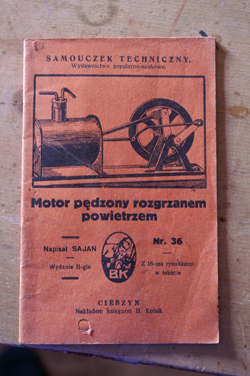 SAMOUCZEK TECHNICZNY.
Wydawnictwo popularno-naukowe.
Motor pędzony rozgrzanem
powietrzem
Napisał SAJAN
Wydanie II-gie
BK
Nr. 36
Z 16-ma rysunkami
w tekście
CIESZYN
Nakładem księgarni B. Kotuli.